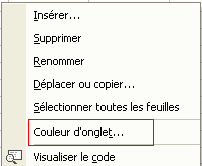 Insérer...
Supprimer
Renommer
Déplacer ou copier...
Sélectionner toutes les feuilles
Couleur d'onglet...
Visualiser le code